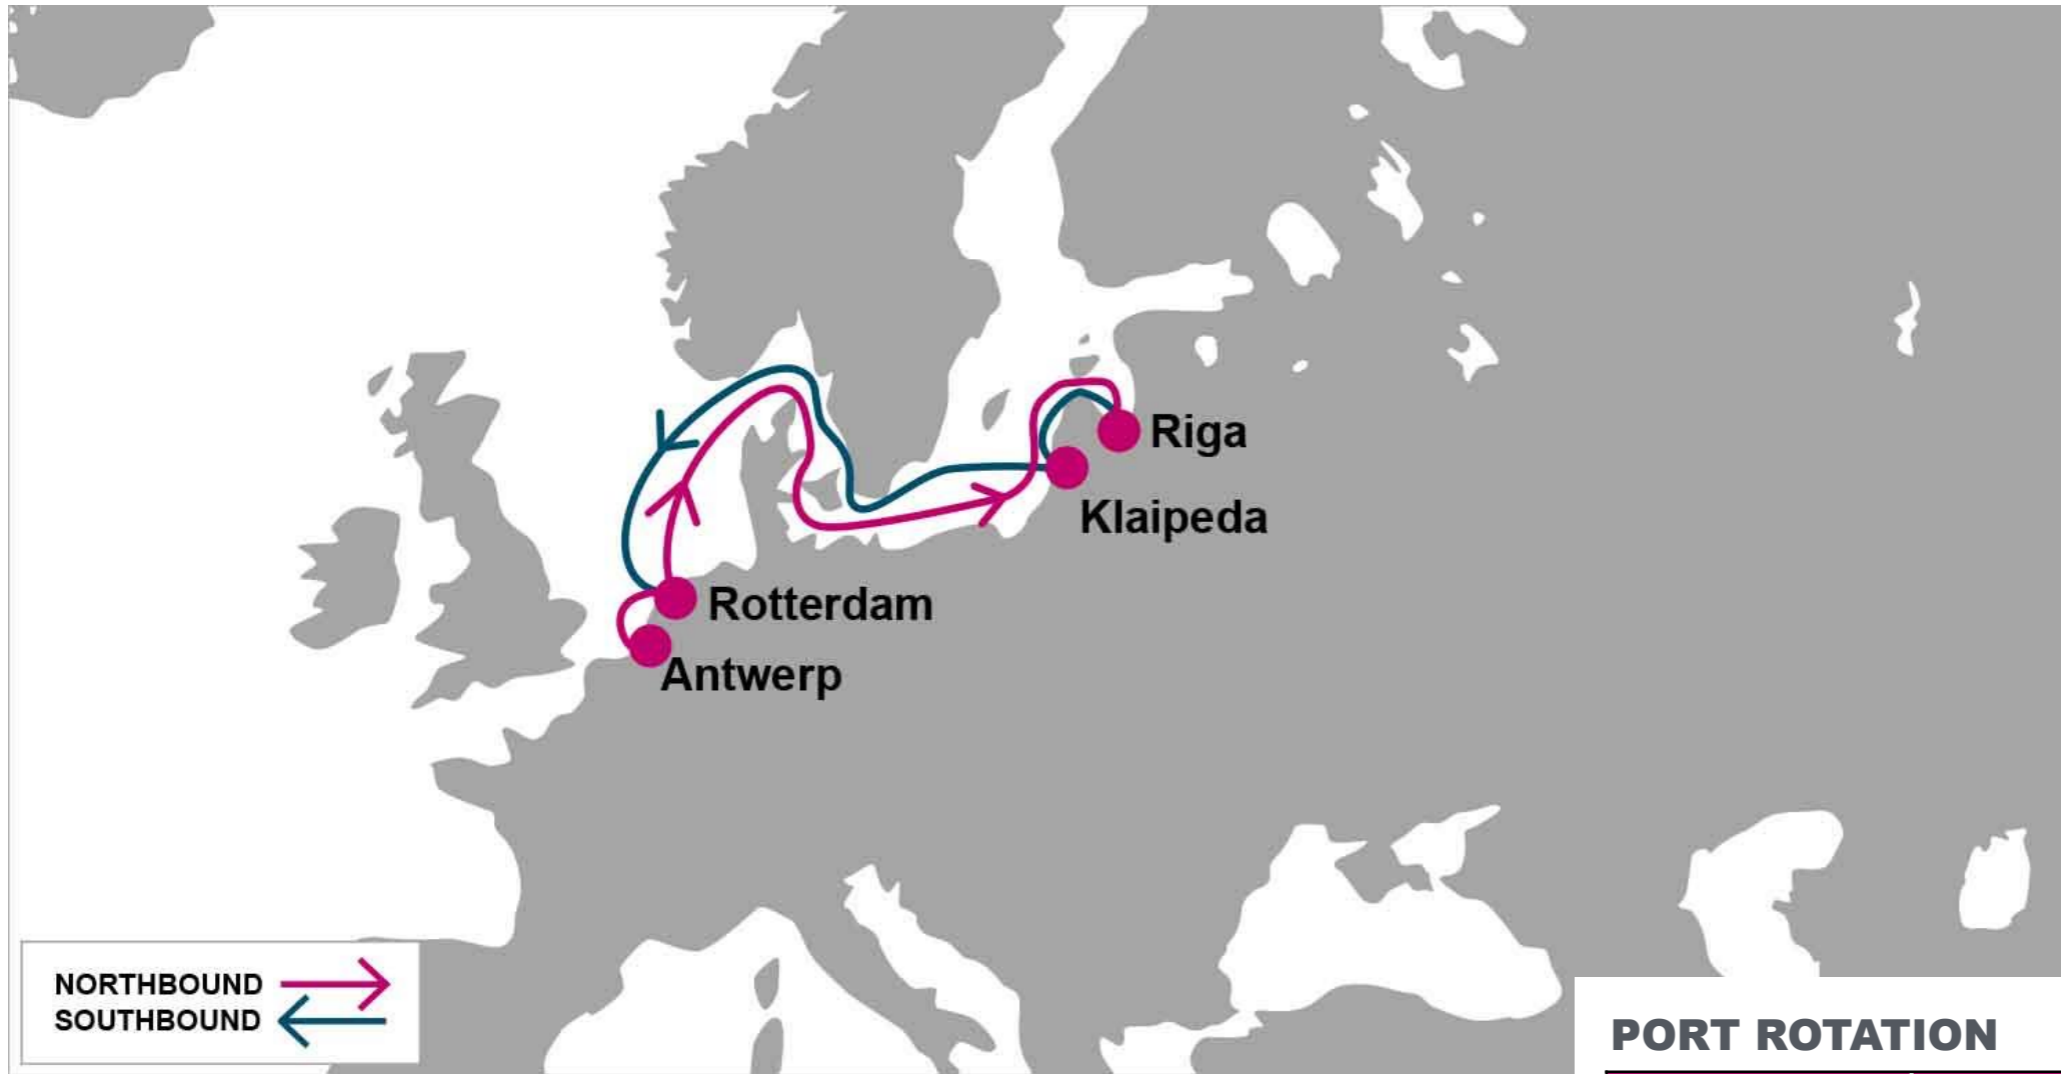 Riga
Klaipeda
Rotterdam
Antwerp
NORTHBOUND
SOUTHBOUND
PORT ROTATION